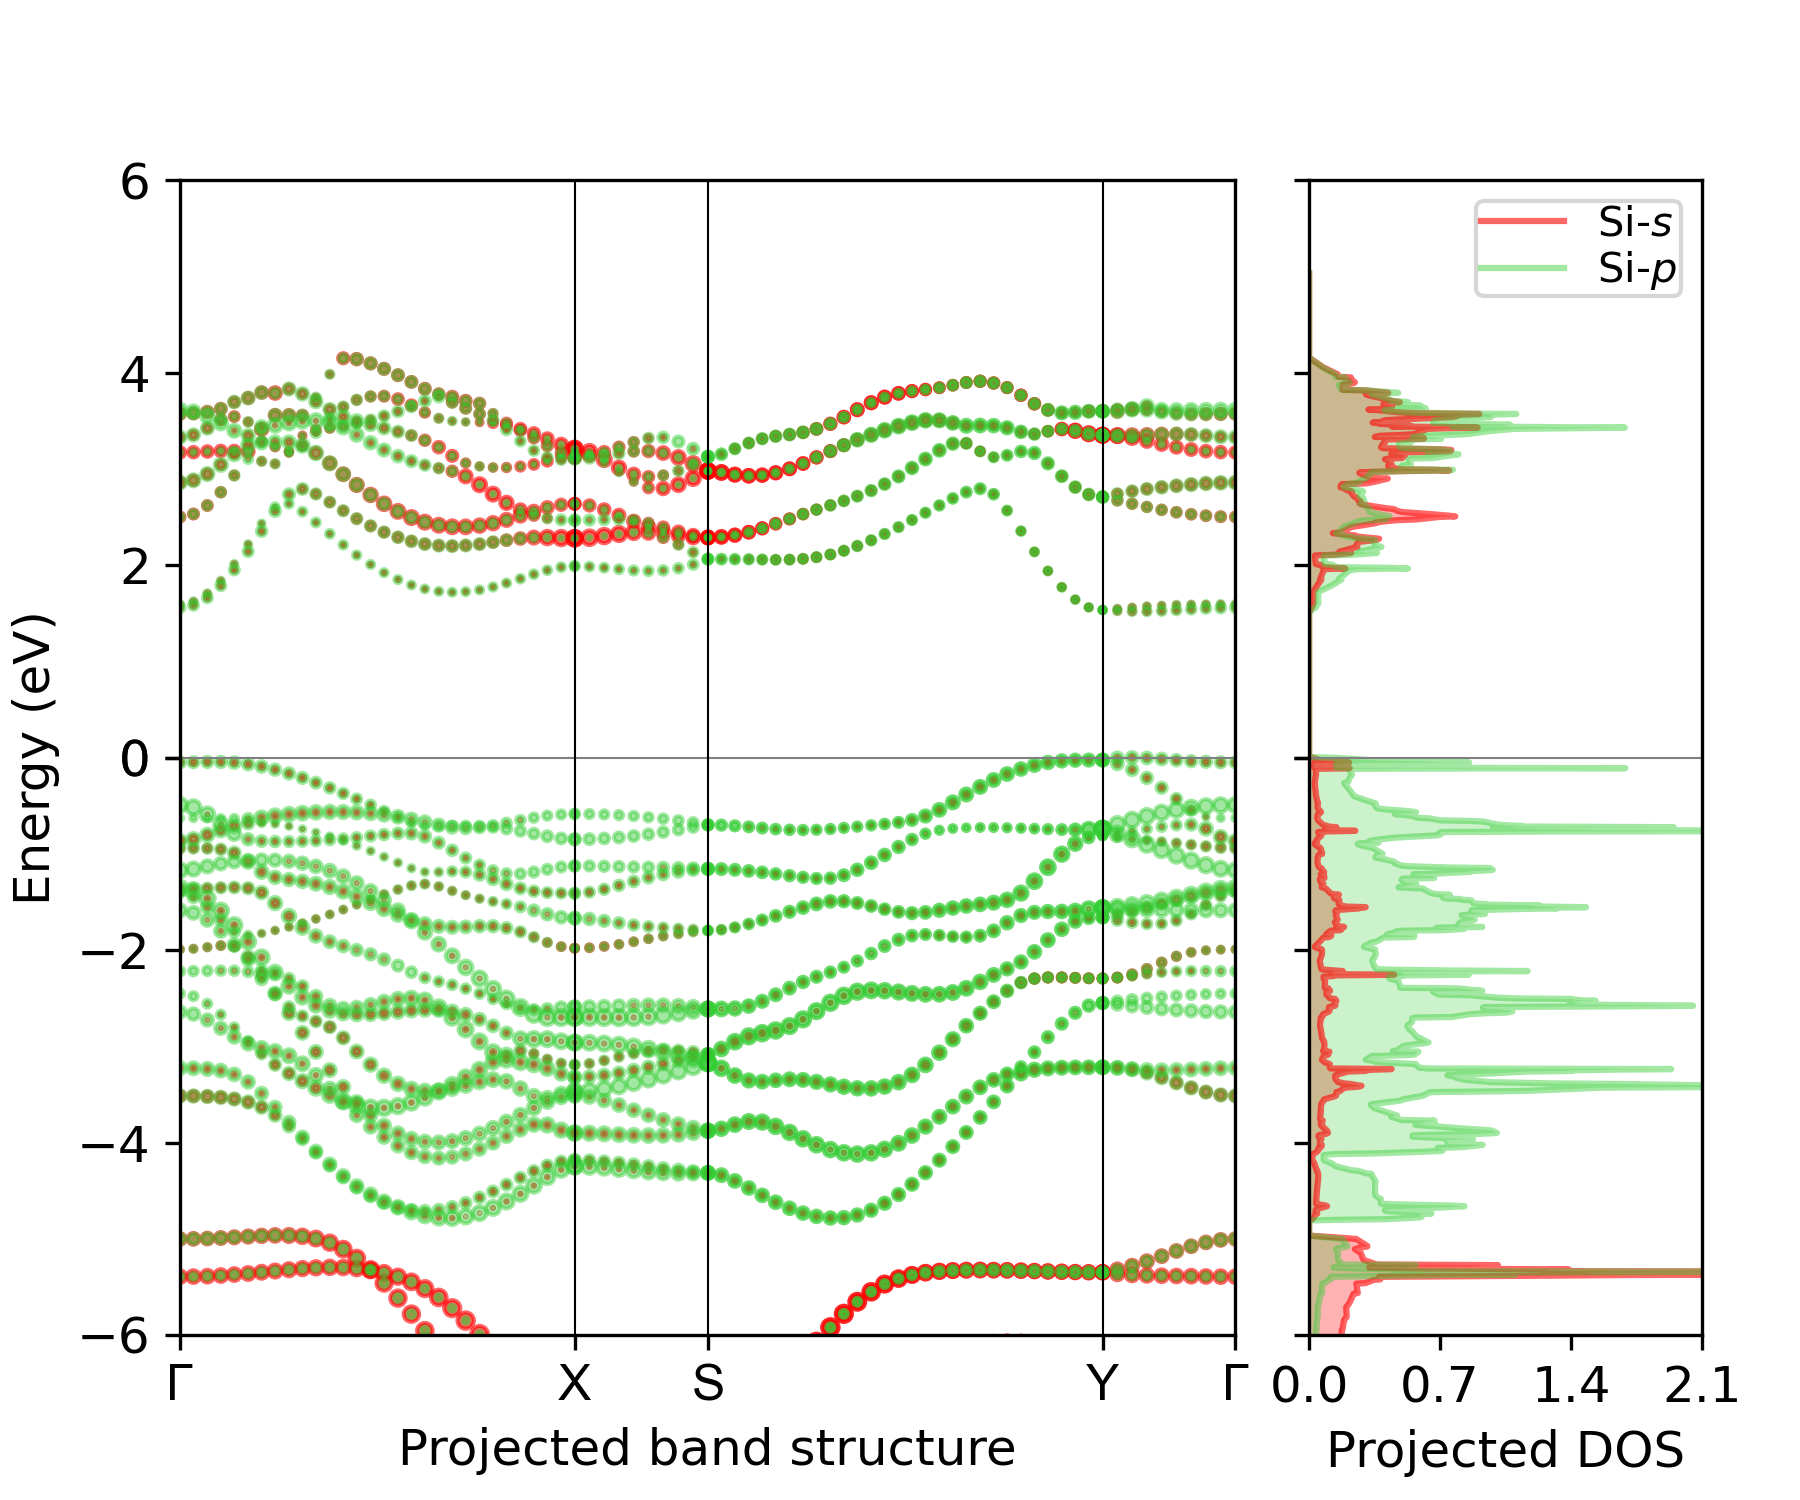 6
4
2
0
−2
−4
−6
Energy (eV)
Γ X S Y Γ
Projected band structure
Si-s
Si-p
0.0 0.7 1.4 2.1
Projected DOS